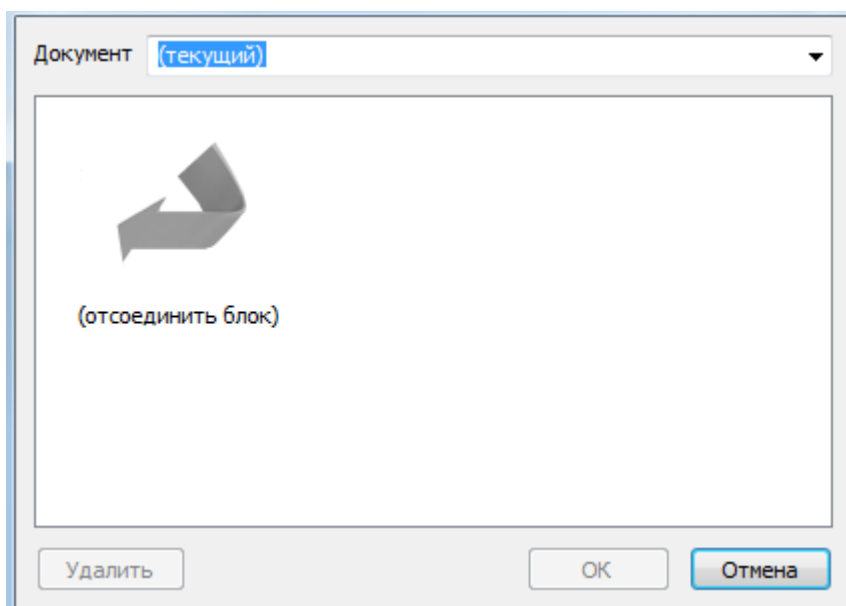 Документ (текущий)
(отсоединить блок)
Удалить OK Отмена